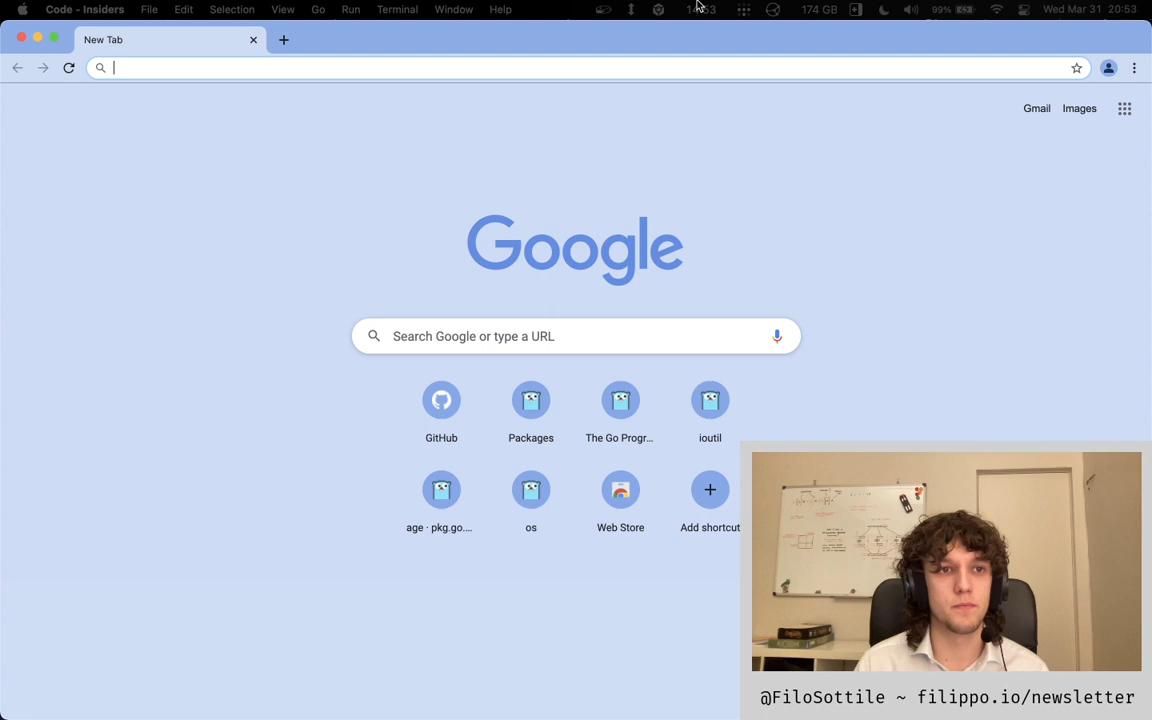 Code - Insiders File Edit Selection View Go Run Terminal Window Help 174 GB 99% Wed Mar 31 20:53
New Tab
Gmail Images
Google
Search Google or type a URL
GitHub Packages The Go Progr... ioutil
age · pkg.go.... os Web Store Add shortcut
@FiloSottile ~ filippo.io/newsletter